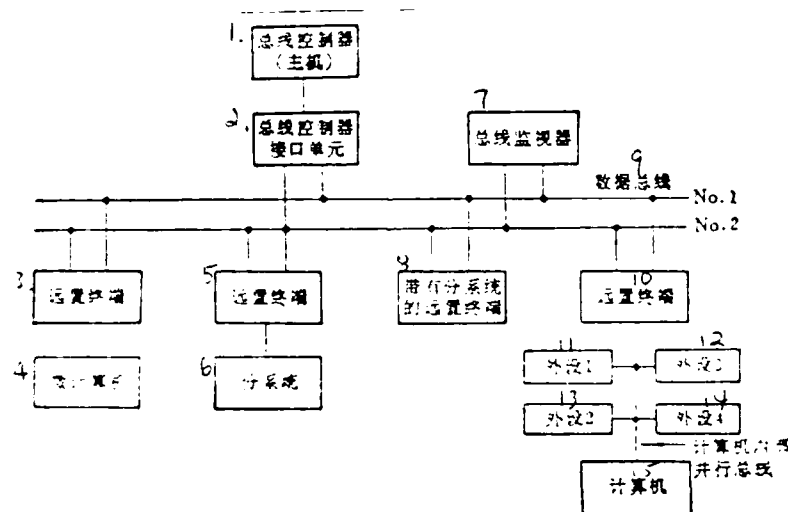 1.
总线控制器
(主机)
2.
总线控制器
接口单元
7
总线监视器
9
数据总线
No.1
No.2
3.
远置终端
5
远置终端
8
带有分系统
的远置终端
10
远置终端
4
6
分系统
11
外设1
12
外设3
13
外设2
14
外设4
计算机内部
并行总线
15
计算机